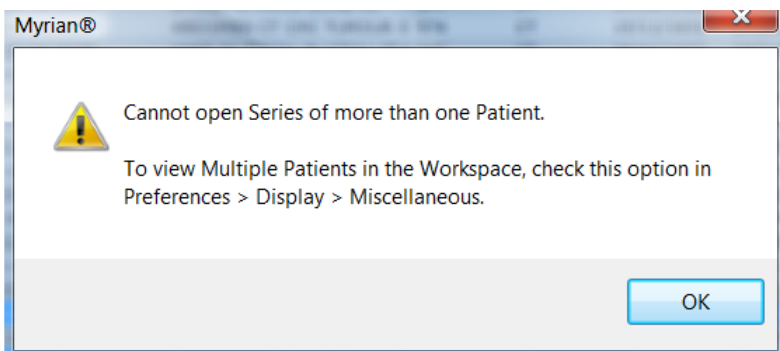 Myrian®
Cannot open Series of more than one Patient.
To view Multiple Patients in the Workspace, check this option in
Preferences > Display > Miscellaneous.
OK